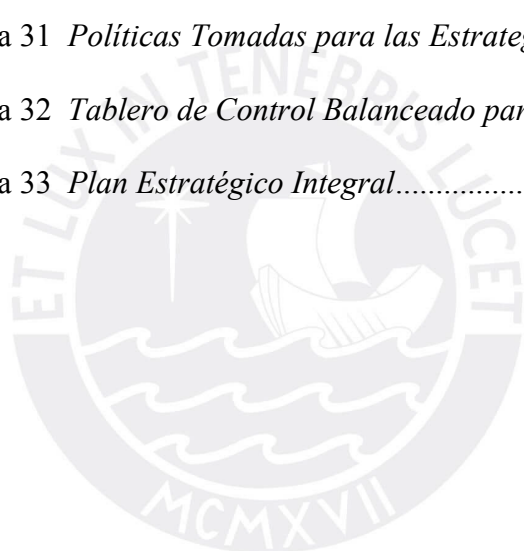 a 31 Políticas Tomadas para las Estrateg
a 32 Tablero de Control Balanceado par
a 33 Plan Estratégico Integral................
ET LUX IN TENEBRIS LUCET
MCMXVII